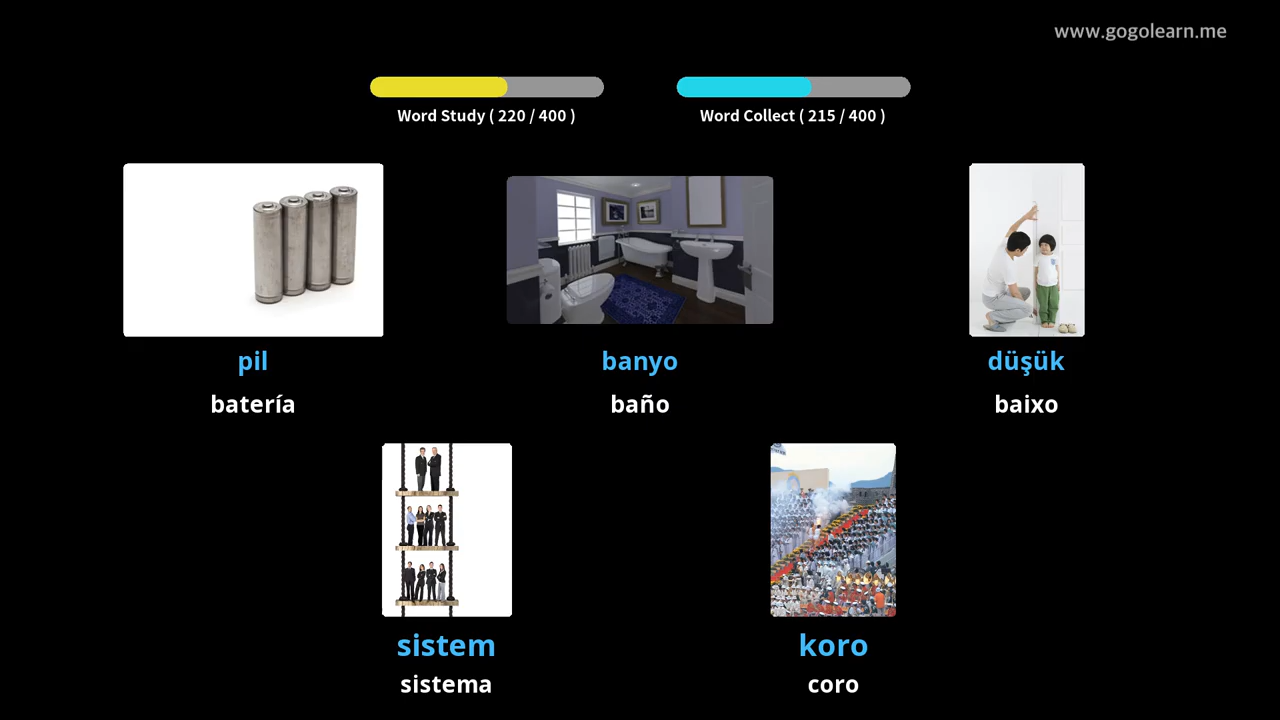 www.gogolearn.me
Word Study ( 220 / 400 )
Word Collect ( 215 / 400 )
pil
banyo
düşük
batería
baño
baixo
sistem
koro
sistema
coro